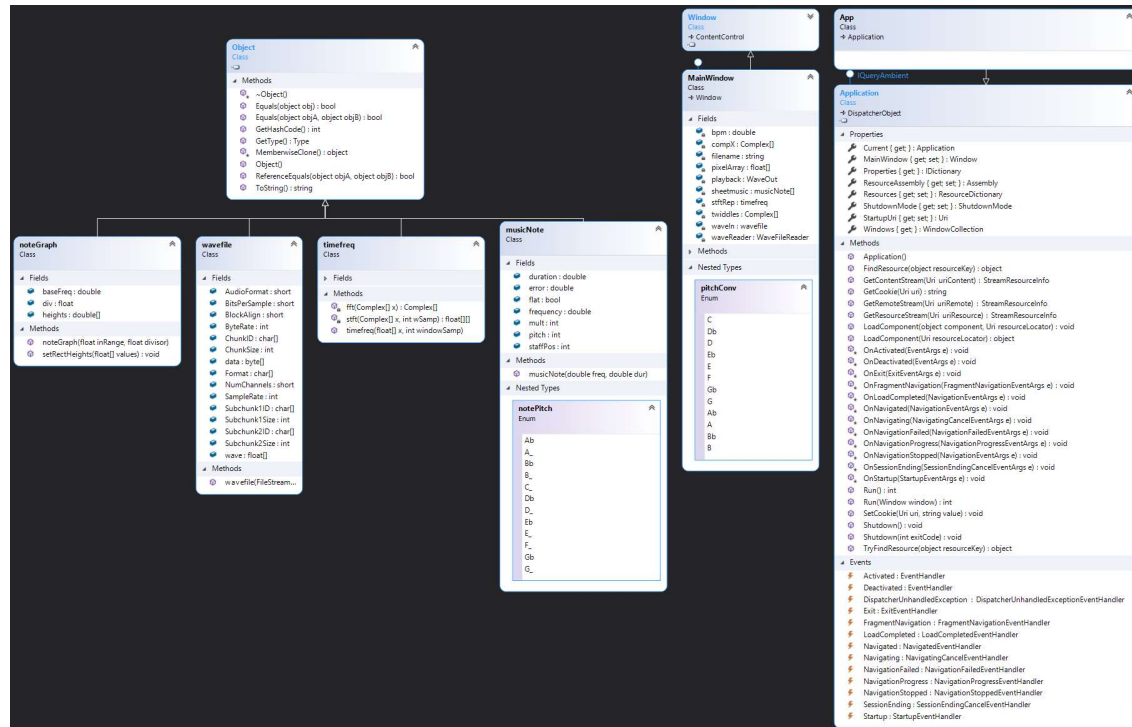 Object
Class
Methods
~Object()
Equals(object obj) : bool
Equals(object objA, object objB) : bool
GetHashCode() : int
GetType() : Type
MemberwiseClone() : object
Object()
ReferenceEquals(object objA, object objB) : bool
ToString() : string
noteGraph
Class
Fields
baseFreq : double
div : float
heights : double[]
Methods
noteGraph(float inRange, float divisor)
setRectHeights(float[] values) : void
wavefile
Class
Fields
AudioFormat : short
BitsPerSample : short
BlockAlign : short
ByteRate : int
ChunkID : char[]
ChunkSize : int
data : byte[]
Format : char[]
NumChannels : short
SampleRate : int
Subchunk1ID : char[]
Subchunk1Size : int
Subchunk2ID : char[]
Subchunk2Size : int
wave : float[]
Methods
wavefile(FileStream...
timefreq
Class
Fields
Methods
fft(Complex[] x) : Complex[]
stft(Complex[] x, int wSamp) : float[][]
timefreq(float[] x, int windowSamp)
musicNote
Class
Fields
duration : double
error : double
flat : bool
frequency : double
mult : int
pitch : int
staffPos : int
Methods
musicNote(double freq, double dur)
Nested Types
notePitch
Enum
Ab
A_
Bb
B_
C_
Db
D_
Eb
E_
F_
Gb
G_
Window
Class
ContentControl
MainWindow
Class
Window
Fields
bpm : double
compX : Complex[]
filename : string
pixelArray : float[]
playback : WaveOut
sheetmusic : musicNote[]
stftRep : timefreq
twiddles : Complex[]
waveIn : wavefile
waveReader : WaveFileReader
Methods
Nested Types
pitchConv
Enum
C
Db
D
Eb
E
F
Gb
G
Ab
A
Bb
B
App
Class
Application
IQueryAmbient
Application
Class
DispatcherObject
Properties
Current { get; } : Application
MainWindow { get; set; } : Window
Properties { get; } : IDictionary
ResourceAssembly { get; set; } : Assembly
Resources { get; set; } : ResourceDictionary
ShutdownMode { get; set; } : ShutdownMode
StartupUri { get; set; } : Uri
Windows { get; } : WindowCollection
Methods
Application()
FindResource(object resourceKey) : object
GetContentStream(Uri uriContent) : StreamResourceInfo
GetCookie(Uri uri) : string
GetRemoteStream(Uri uriRemote) : StreamResourceInfo
GetResourceStream(Uri uriResource) : StreamResourceInfo
LoadComponent(object component, Uri resourceLocator) : void
LoadComponent(Uri resourceLocator) : object
OnActivated(EventArgs e) : void
OnDeactivated(EventArgs e) : void
OnExit(ExitEventArgs e) : void
OnFragmentNavigation(FragmentNavigationEventArgs e) : void
OnLoadCompleted(NavigationEventArgs e) : void
OnNavigated(NavigationEventArgs e) : void
OnNavigating(NavigatingCancelEventArgs e) : void
OnNavigationFailed(NavigationFailedEventArgs e) : void
OnNavigationProgress(NavigationProgressEventArgs e) : void
OnNavigationStopped(NavigationEventArgs e) : void
OnSessionEnding(SessionEndingCancelEventArgs e) : void
OnStartup(StartupEventArgs e) : void
Run() : int
Run(Window window) : int
SetCookie(Uri uri, string value) : void
Shutdown() : void
Shutdown(int exitCode) : void
TryFindResource(object resourceKey) : object
Events
Activated : EventHandler
Deactivated : EventHandler
DispatcherUnhandledException : DispatcherUnhandledExceptionEventHandler
Exit : ExitEventHandler
FragmentNavigation : FragmentNavigationEventHandler
LoadCompleted : LoadCompletedEventHandler
Navigated : NavigatedEventHandler
Navigating : NavigatingCancelEventHandler
NavigationFailed : NavigationFailedEventHandler
NavigationProgress : NavigationProgressEventHandler
NavigationStopped : NavigationStoppedEventHandler
SessionEnding : SessionEndingCancelEventHandler
Startup : StartupEventHandler